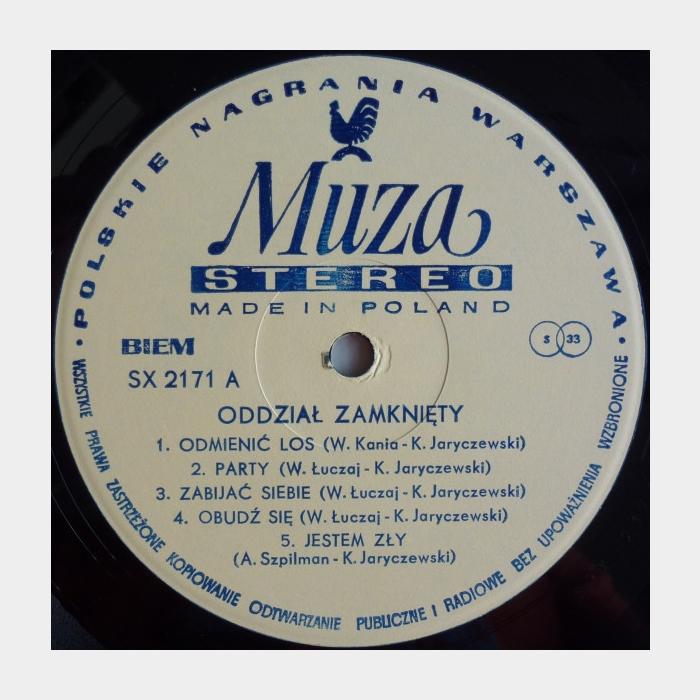 • POLSKIE NAGRANIA WARSZAWA •
Muza
STEREO
MADE IN POLAND
BIEM
S 33
SX 2171 A
ODDZIAŁ ZAMKNIĘTY
1. ODMIENIĆ LOS (W. Kania - K. Jaryczewski)
2. PARTY (W. Łuczaj - K. Jaryczewski)
3. ZABIJAĆ SIEBIE (W. Łuczaj - K. Jaryczewski)
4. OBUDŹ SIĘ (W. Łuczaj - K. Jaryczewski)
5. JESTEM ZŁY
(A. Szpilman - K. Jaryczewski)
WSZYSTKIE PRAWA ZASTRZEŻONE KOPIOWANIE ODTWARZANIE PUBLICZNE I RADIOWE BEZ UPOWAŻNIENIA WZBRONIONE